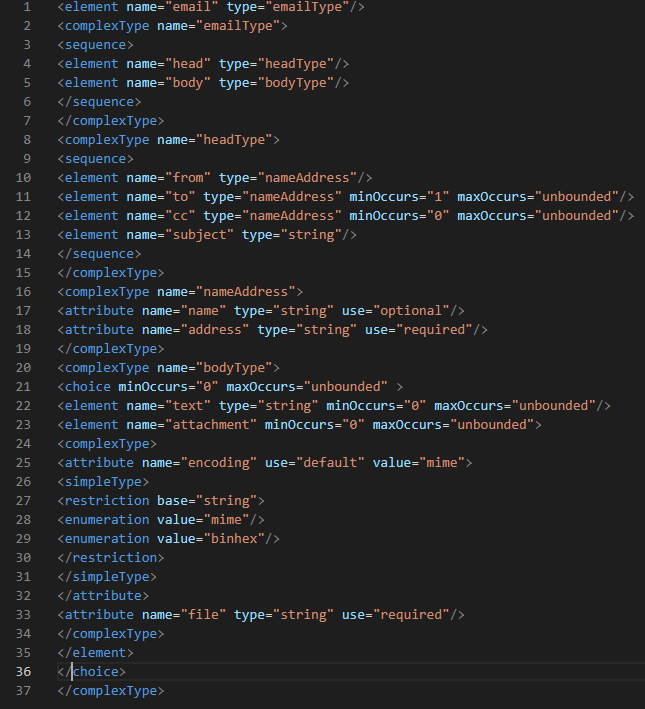 1 <element name="email" type="emailType"/>
2 <complexType name="emailType">
3 <sequence>
4 <element name="head" type="headType"/>
5 <element name="body" type="bodyType"/>
6 </sequence>
7 </complexType>
8 <complexType name="headType">
9 <sequence>
10 <element name="from" type="nameAddress"/>
11 <element name="to" type="nameAddress" minOccurs="1" maxOccurs="unbounded"/>
12 <element name="cc" type="nameAddress" minOccurs="0" maxOccurs="unbounded"/>
13 <element name="subject" type="string"/>
14 </sequence>
15 </complexType>
16 <complexType name="nameAddress">
17 <attribute name="name" type="string" use="optional"/>
18 <attribute name="address" type="string" use="required"/>
19 </complexType>
20 <complexType name="bodyType">
21 <choice minOccurs="0" maxOccurs="unbounded" >
22 <element name="text" type="string" minOccurs="0" maxOccurs="unbounded"/>
23 <element name="attachment" minOccurs="0" maxOccurs="unbounded">
24 <complexType>
25 <attribute name="encoding" use="default" value="mime">
26 <simpleType>
27 <restriction base="string">
28 <enumeration value="mime"/>
29 <enumeration value="binhex"/>
30 </restriction>
31 </simpleType>
32 </attribute>
33 <attribute name="file" type="string" use="required"/>
34 </complexType>
35 </element>
36 </choice>
37 </complexType>